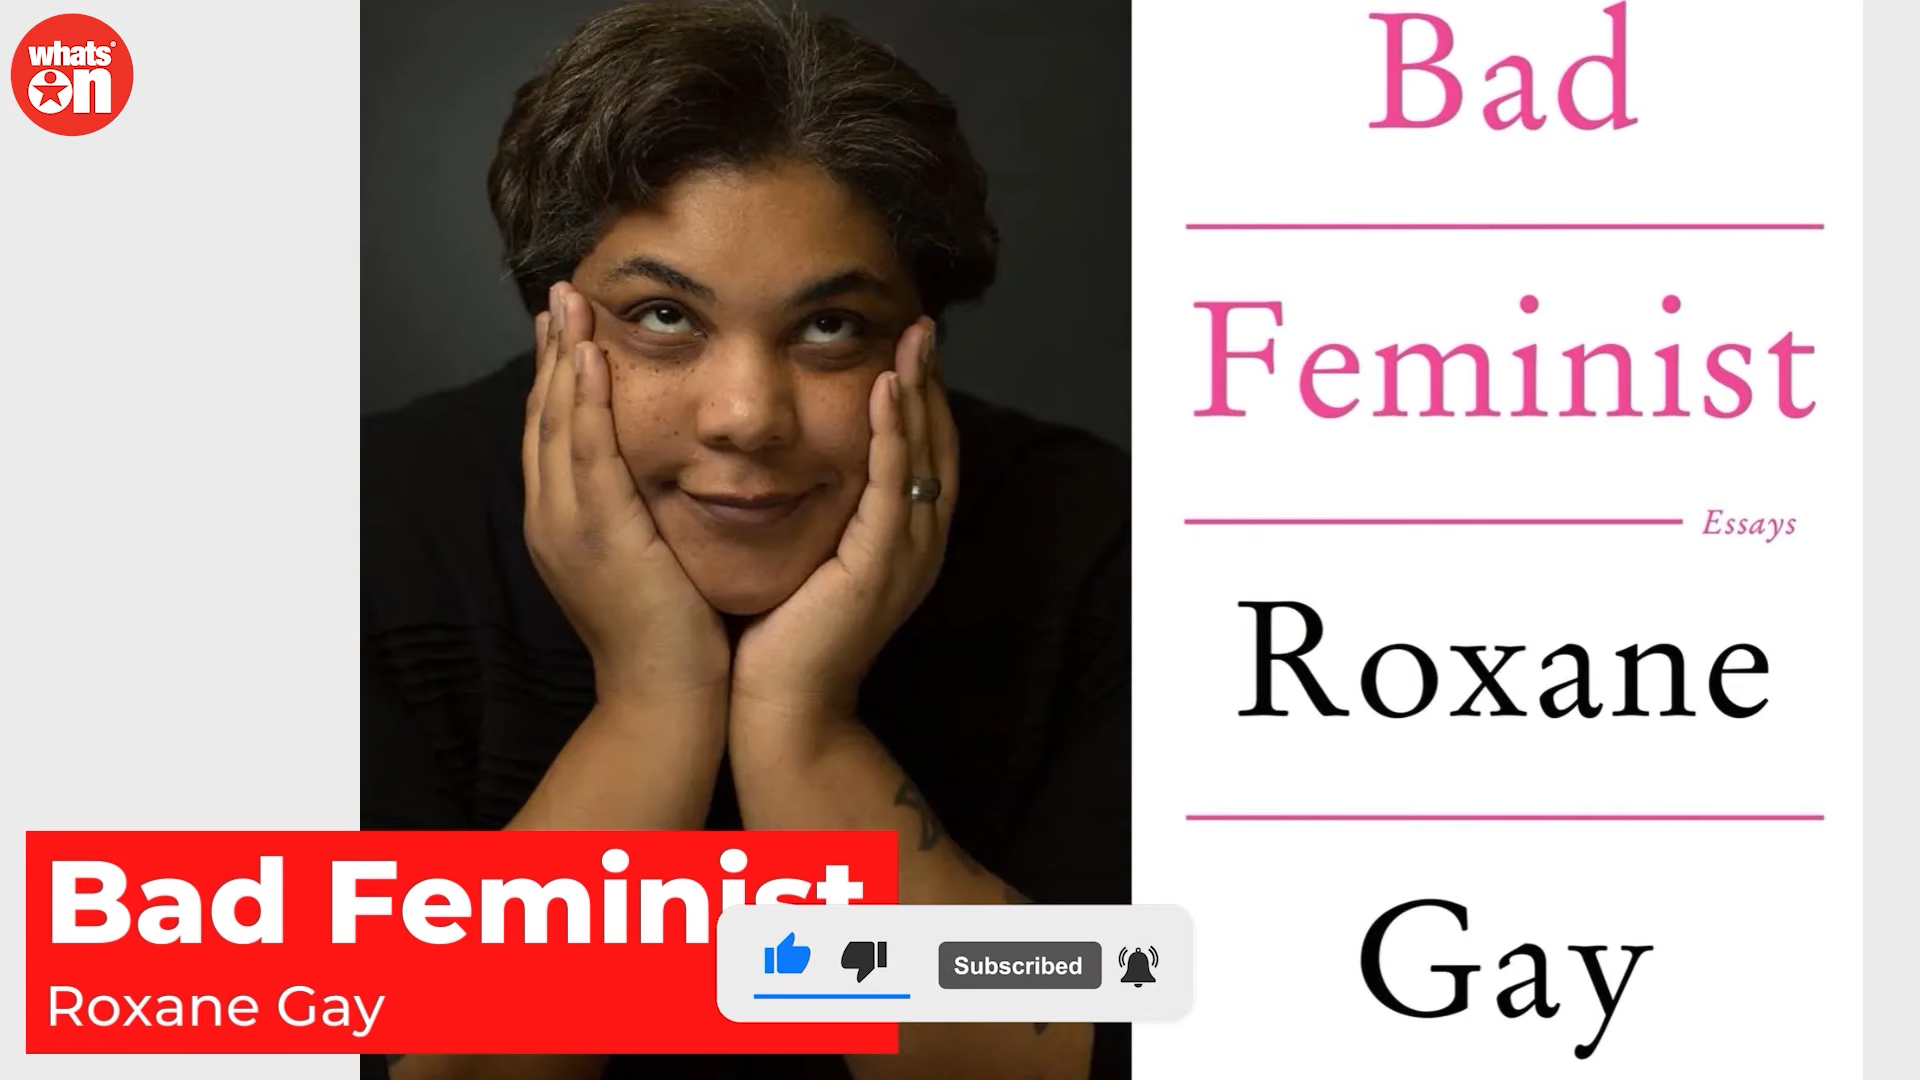 whats
on
Bad
Feminist
Essays
Roxane
Gay
Bad Feminist
Roxane Gay
Subscribed